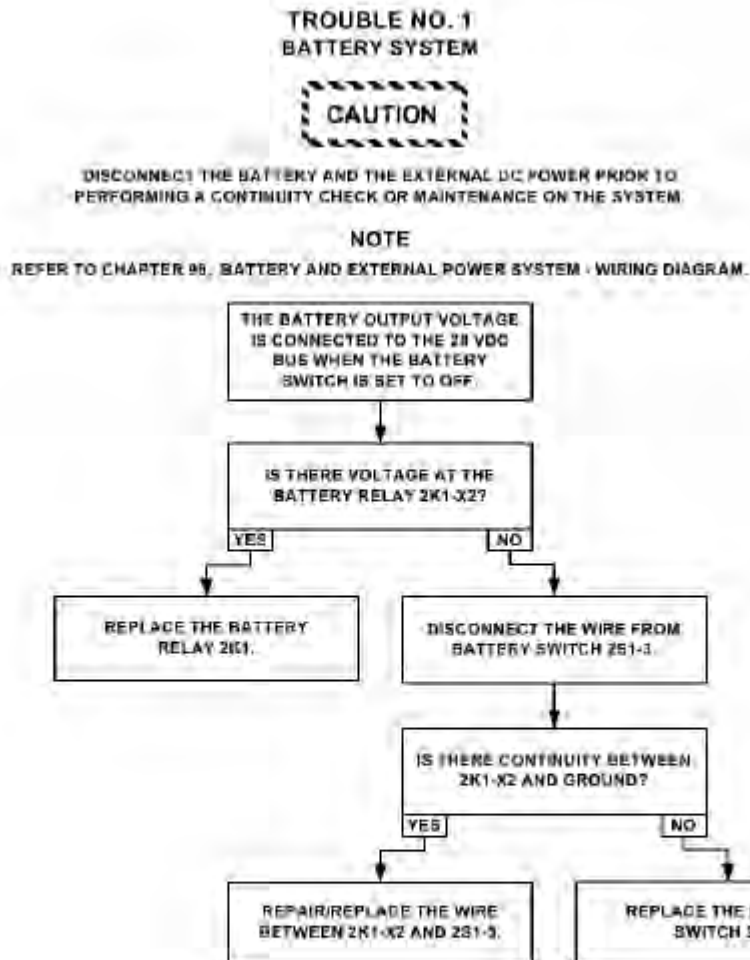 TROUBLE NO. 1
BATTERY SYSTEM
CAUTION
DISCONNECT THE BATTERY AND THE EXTERNAL DC POWER PRIOR TO
PERFORMING A CONTINUITY CHECK OR MAINTENANCE ON THE SYSTEM
NOTE
REFER TO CHAPTER BATTERY AND EXTERNAL POWER SYSTEM - WIRING DIAGRAM.
THE BATTERY OUTPUT VOLTAGE
IS CONNECTED TO THE 28 VDC
BUS WHEN THE BATTERY
SWITCH IS SET TO OFF.
IS THERE VOLTAGE AT THE
BATTERY RELAY 2K1-X2?
YES
NO
REPLACE THE BATTERY
RELAY 2K1.
DISCONNECT THE WIRE FROM
BATTERY SWITCH 2S1-3.
IS THERE CONTINUITY BETWEEN
2K1-X2 AND GROUND?
YES
NO
REPAIR/REPLACE THE WIRE
BETWEEN 2K1-X2 AND 2S1-3.
REPLACE THE
SWITCH